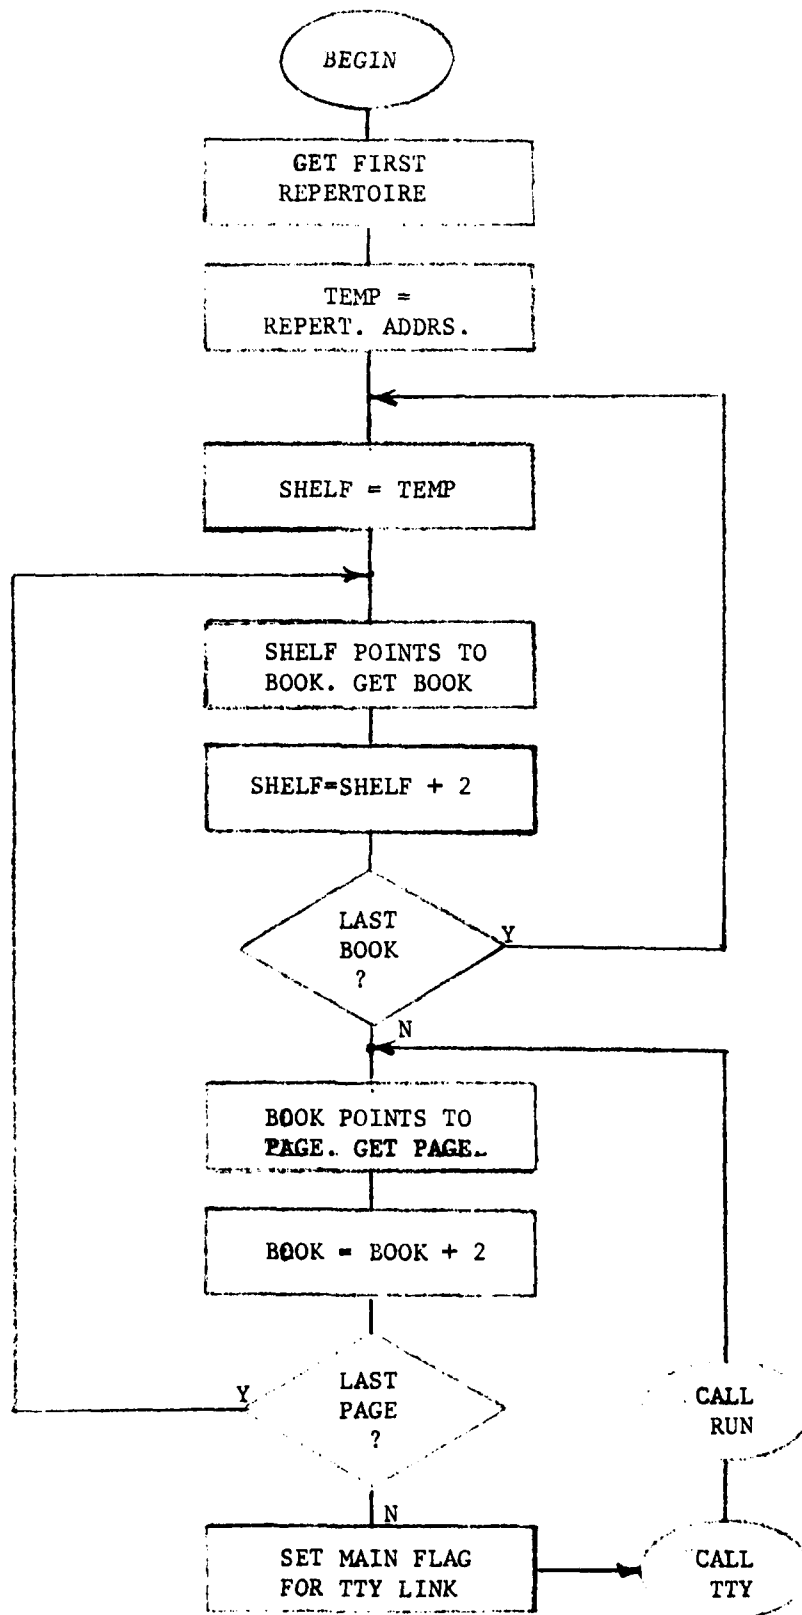 BEGIN
GET FIRST
REPERTOIRE
TEMP =
REPERT. ADDRS.
SHELF = TEMP
SHELF POINTS TO
BOOK. GET BOOK
SHELF=SHELF + 2
LAST
BOOK
?
Y
N
BOOK POINTS TO
PAGE. GET PAGE.
BOOK = BOOK + 2
LAST
PAGE
?
Y
N
SET MAIN FLAG
FOR TTY LINK
CALL
TTY
CALL
RUN